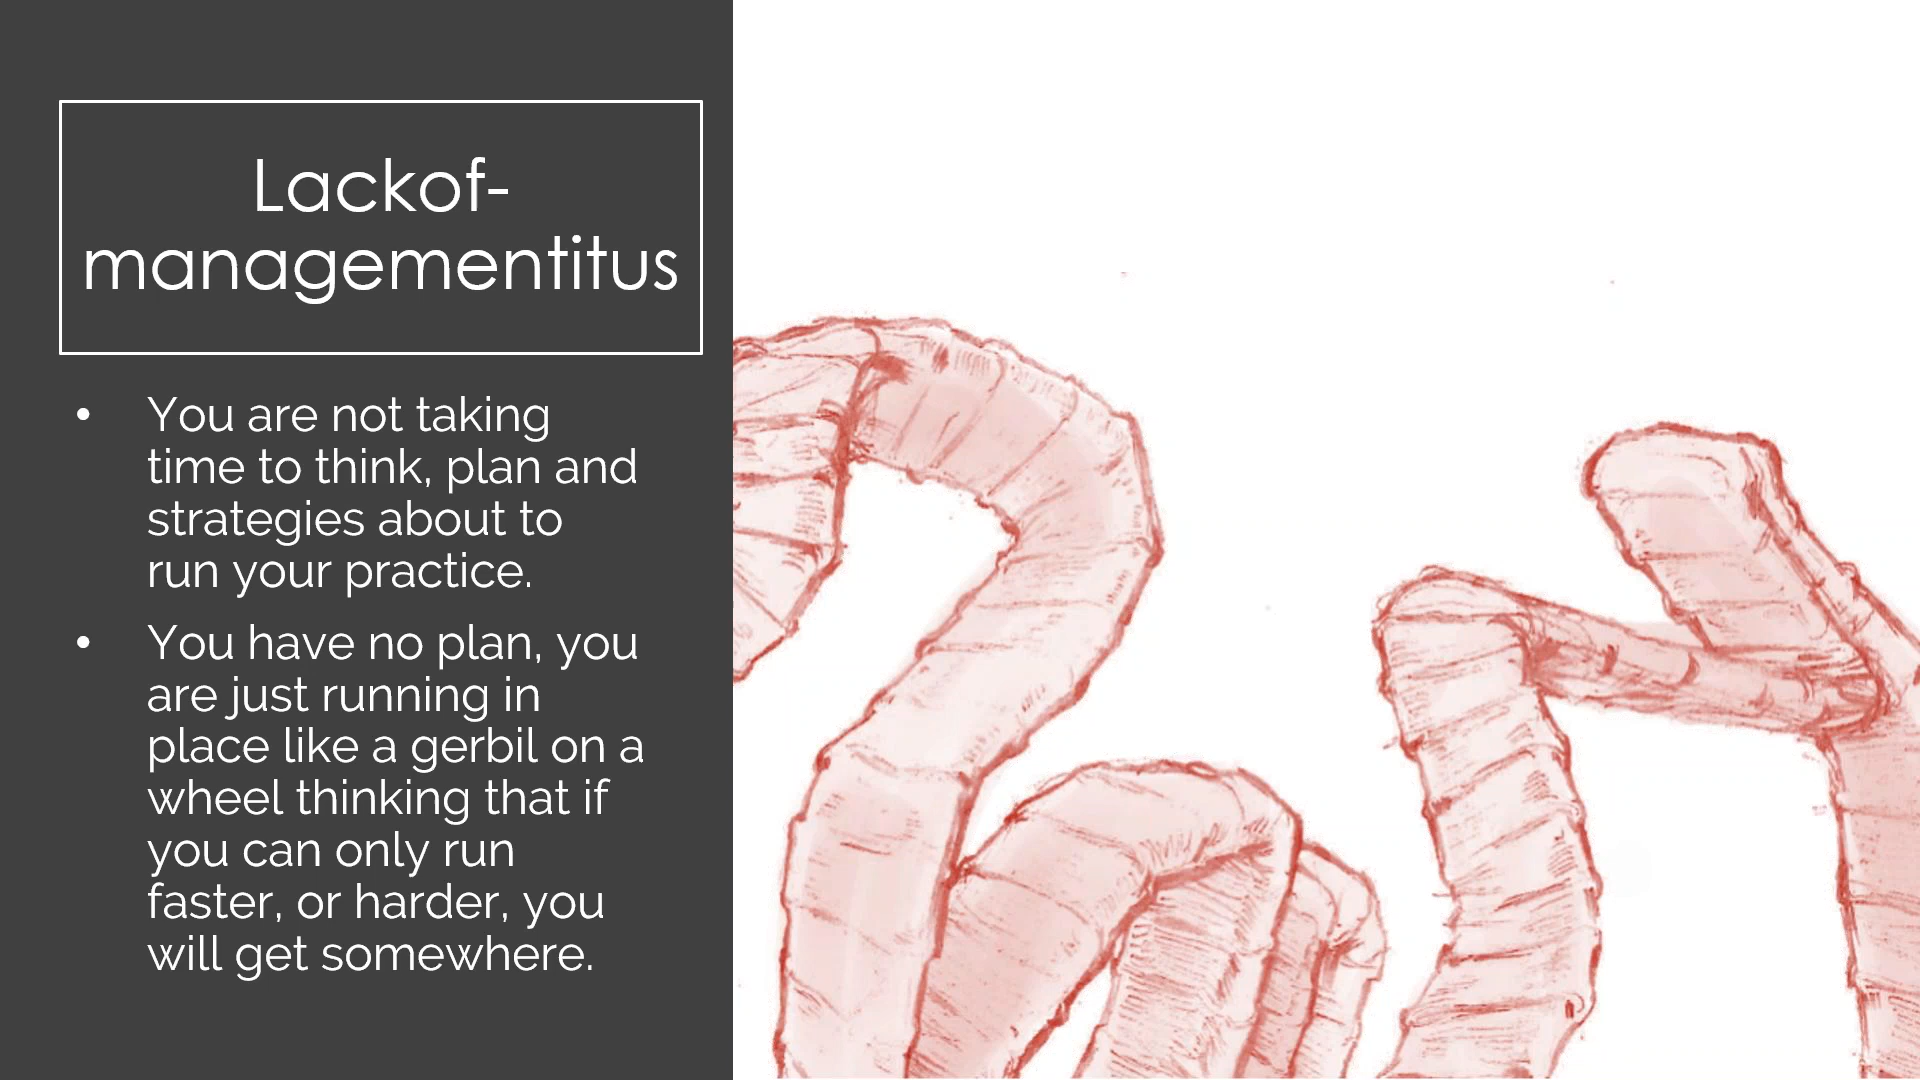 Lackof-
managementitus
• You are not taking
time to think, plan and
strategies about to
run your practice.
• You have no plan, you
are just running in
place like a gerbil on a
wheel thinking that if
you can only run
faster, or harder, you
will get somewhere.